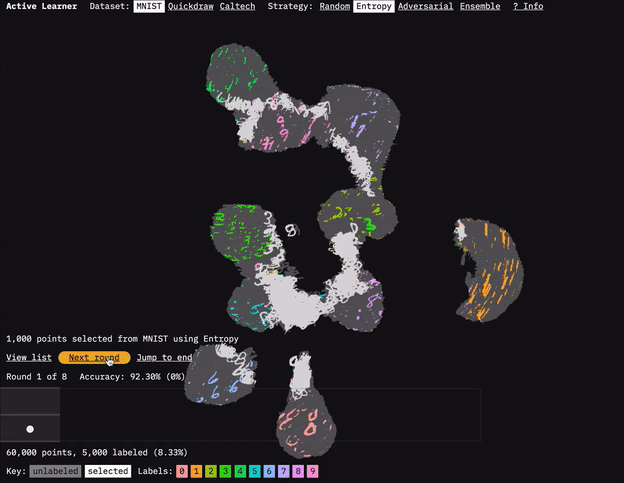 Active Learner Dataset: MNIST Quickdraw Caltech Strategy: Random Entropy Adversarial Ensemble ? Info
1,000 points selected from MNIST using Entropy
View list Next round Jump to end
Round 1 of 8 Accuracy: 92.30% (0%)
60,000 points, 5,000 labeled (8.33%)
Key: unlabeled selected Labels: 0 1 2 3 4 5 6 7 8 9